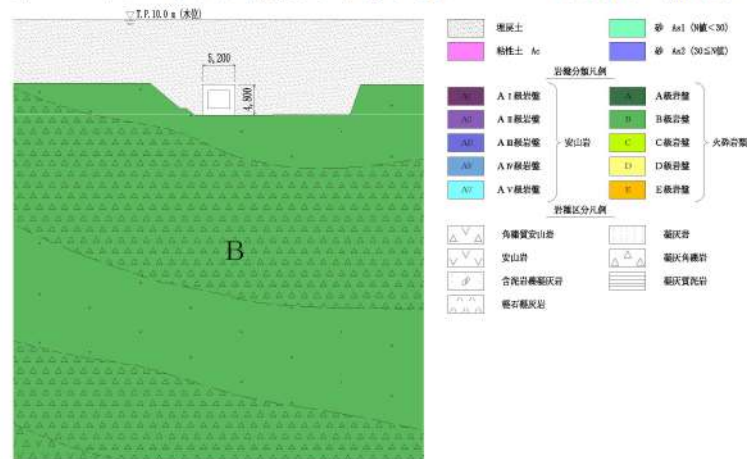 ▽T.P.10.0 m (水位)
5,200
4,800
B
埋戻土
砂 As1 (N値<30)
粘性土 Ac
砂 As2 (30≦N値)
岩盤分類凡例
AⅠ級岩盤
A
A級岩盤
AⅡ級岩盤
B
B級岩盤
AⅢ級岩盤
安山岩
C
C級岩盤
火砕岩類
AⅣ級岩盤
D
D級岩盤
AⅤ級岩盤
E
E級岩盤
岩種区分凡例
角礫質安山岩
凝灰岩
安山岩
凝灰角礫岩
含泥岩礫凝灰岩
凝灰質泥岩
軽石凝灰岩